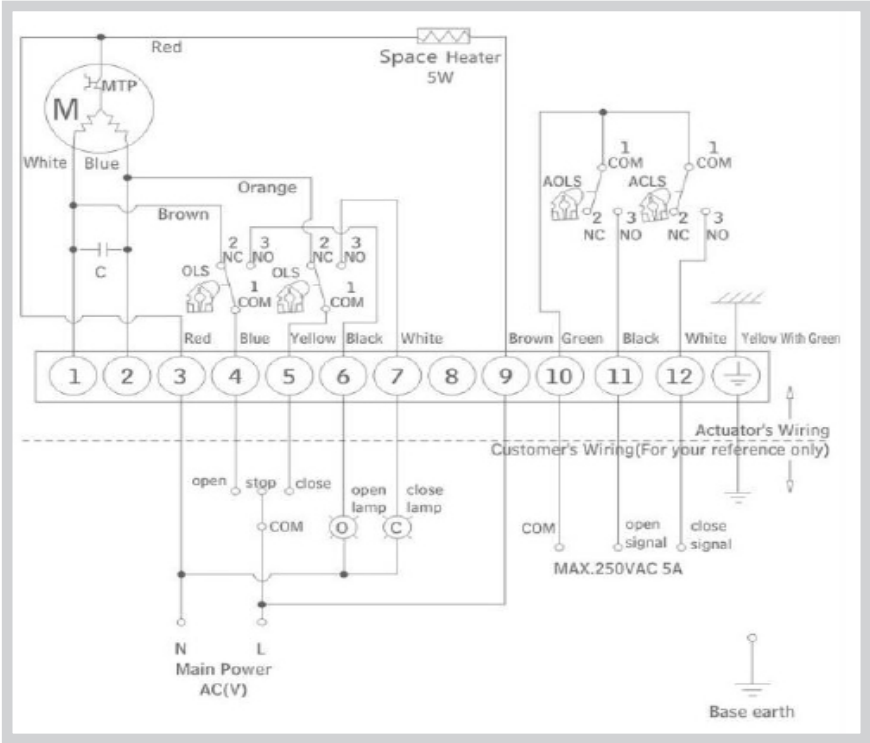 Red
Space Heater
5W
MTP
M
White Blue
Orange
Brown
C
2 3
NC NO
OLS
1
COM
2 3
NC NO
OLS
1
COM
1
COM
AOLS
2 3
NC NO
1
COM
ACLS
2 3
NC NO
Red Blue Yellow Black White Brown Green Black White Yellow With Green
1 2 3 4 5 6 7 8 9 10 11 12
Actuator's Wiring
Customer's Wiring(For your reference only)
open stop close
COM
open
lamp
close
lamp
O C
COM
open
signal
close
signal
MAX.250VAC 5A
N L
Main Power
AC(V)
Base earth